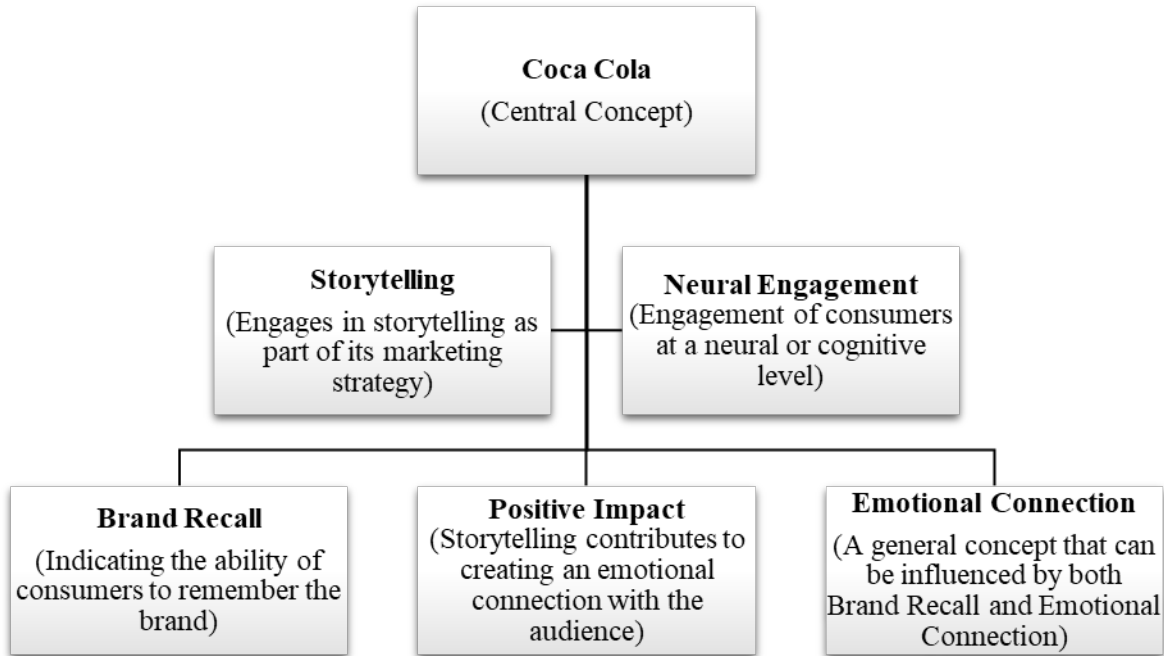 Coca Cola
(Central Concept)
Storytelling
(Engages in storytelling as
part of its marketing
strategy)
Neural Engagement
(Engagement of consumers
at a neural or cognitive
level)
Brand Recall
(Indicating the ability of
consumers to remember the
brand)
Positive Impact
(Storytelling contributes to
creating an emotional
connection with the
audience)
Emotional Connection
(A general concept that can
be influenced by both
Brand Recall and Emotional
Connection)